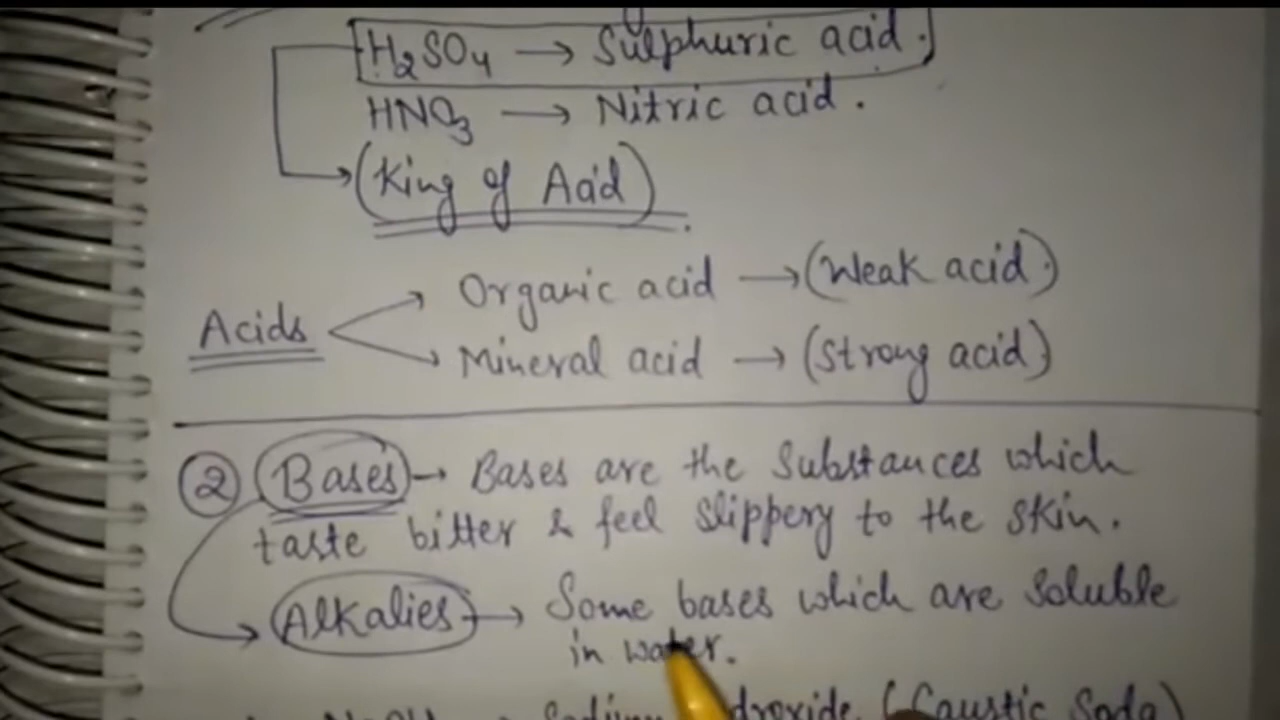 H₂SO₄ → Sulphuric acid.
HNO₃ → Nitric acid.
(King of Acid).
Organic acid → (Weak acid.)
Acids
Mineral acid → (Strong acid)
② Bases → Bases are the substances which
taste bitter & feel slippery to the skin.
Alkalies → Some bases which are soluble
in water.
(Caustic Soda)